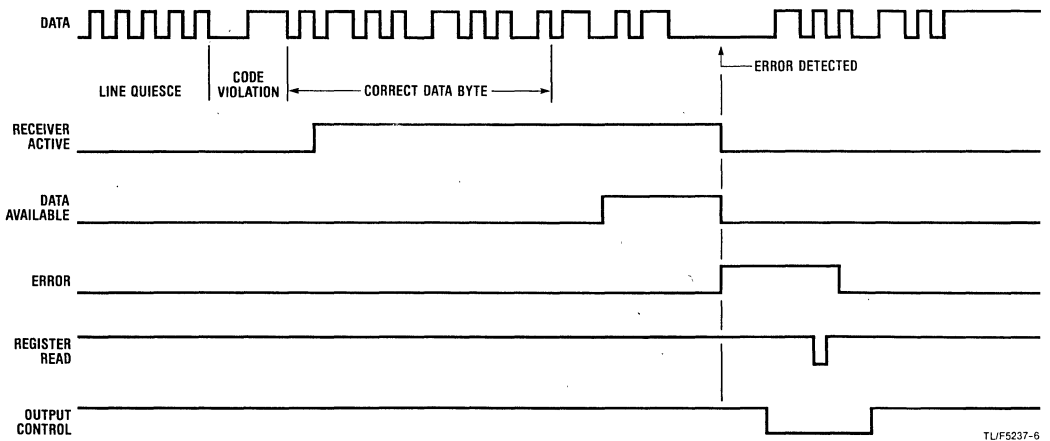 DATA
ERROR DETECTED
LINE QUIESCE
CODE
VIOLATION
CORRECT DATA BYTE
RECEIVER
ACTIVE
DATA
AVAILABLE
ERROR
REGISTER
READ
OUTPUT
CONTROL
TL/F5237-6